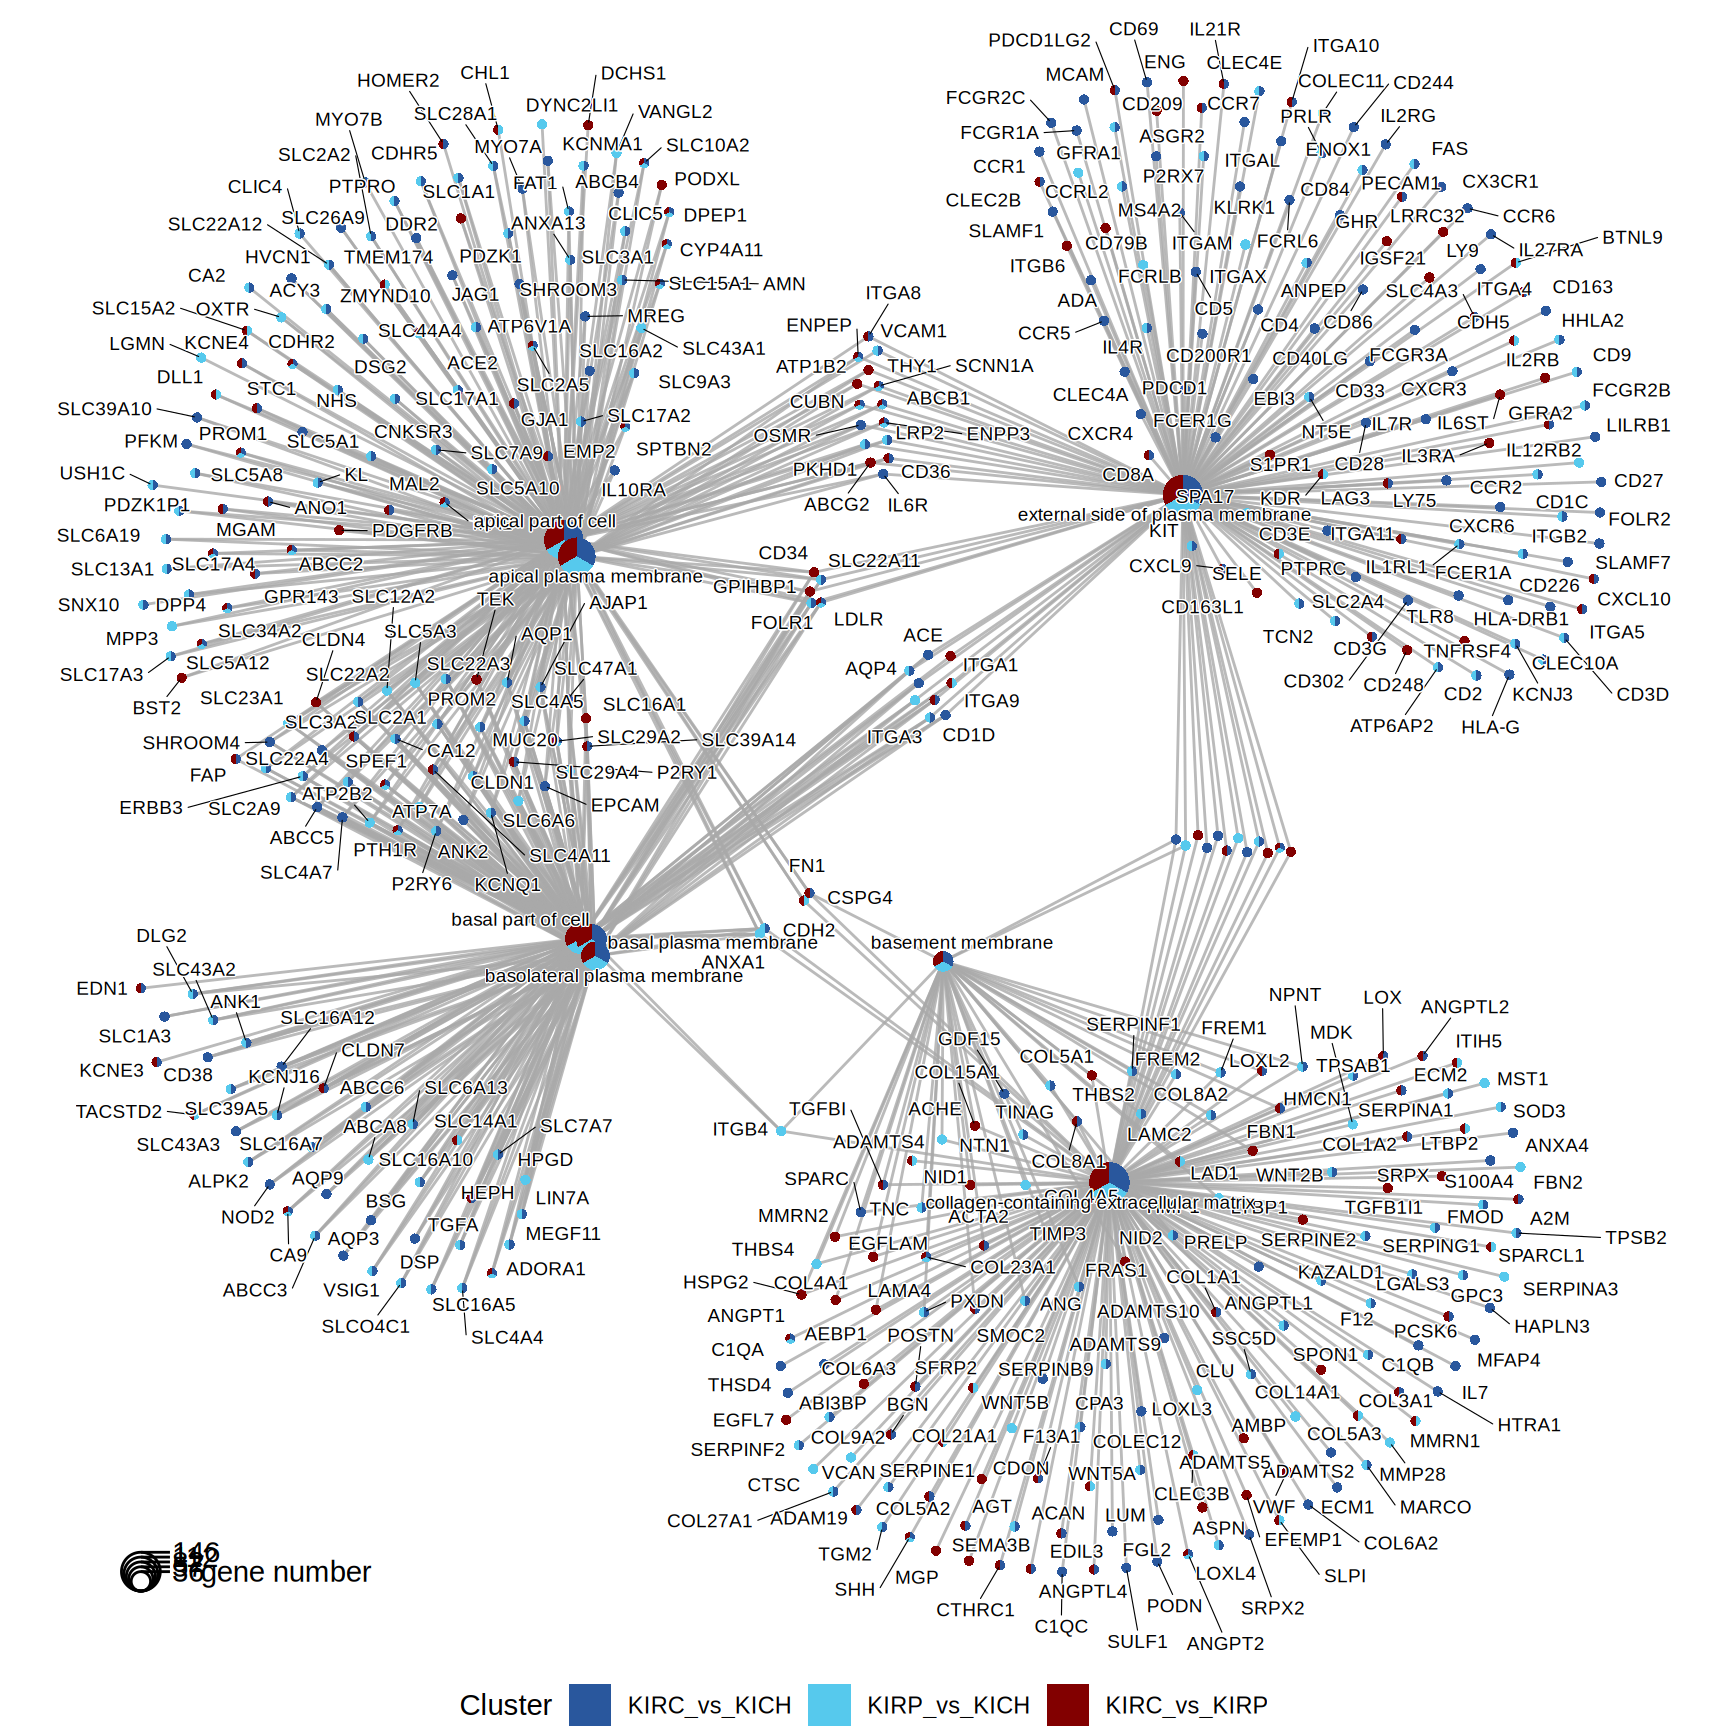 CD69
IL21R
PDCD1LG2
ITGA10
ENG
CLEC4E
MCAM
COLEC11
CD244
FCGR2C
CD209
CCR7
PRLR
IL2RG
FCGR1A
ASGR2
ENOX1
FAS
CCR1
GFRA1
ITGAL
P2RX7
CLEC2B
CCRL2
CD84
PECAM1
CX3CR1
SLAMF1
MS4A2
KLRK1
GHR
LRRC32
CCR6
CD79B
ITGAM
FCRL6
IGSF21
LY9
IL27RA
BTNL9
ITGB6
FCRLB
ITGAX
ANPEP
SLC4A3
ITGA4
CD163
ADA
CD5
CD4
CD86
CDH5
HHLA2
CCR5
IL4R
CD200R1
CD40LG
FCGR3A
IL2RB
CD9
CLEC4A
PDCD1
EBI3
CD33
CXCR3
FCGR2B
CXCR4
FCER1G
NT5E
IL7R
IL6ST
GFRA2
LILRB1
CD8A
S1PR1
CD28
IL3RA
IL12RB2
SPA17
KDR
LAG3
LY75
CCR2
CD1C
CD27
external side of plasma membrane
FOLR2
KIT
CD3E
ITGA11
CXCR6
ITGB2
CXCL9
SELE
PTPRC
IL1RL1
FCER1A
SLAMF7
CD163L1
SLC2A4
CD226
CXCL10
TCN2
TLR8
HLA-DRB1
ITGA5
CD3G
TNFRSF4
CLEC10A
CD302
CD248
CD2
KCNJ3
CD3D
ATP6AP2
HLA-G
HOMER2
CHL1
DCHS1
MYO7B
SLC28A1
DYNC2LI1
VANGL2
SLC2A2
CDHR5
MYO7A
KCNMA1
SLC10A2
CLIC4
PTPRO
SLC1A1
FAT1
ABCB4
PODXL
SLC22A12
SLC26A9
DDR2
ANXA13
CLIC5
DPEP1
HVCN1
TMEM174
PDZK1
SLC3A1
CYP4A11
CA2
ACY3
ZMYND10
JAG1
SHROOM3
SLC15A1
AMN
SLC15A2
OXTR
SLC44A4
ATP6V1A
MREG
LGMN
KCNE4
CDHR2
DSG2
ACE2
SLC16A2
SLC43A1
DLL1
STC1
NHS
SLC17A1
SLC2A5
SLC9A3
SLC39A10
PROM1
SLC5A1
CNKSR3
GJA1
SLC17A2
PFKM
SLC7A9
EMP2
SPTBN2
USH1C
SLC5A8
KL
MAL2
SLC5A10
IL10RA
PDZK1P1
ANO1
apical part of cell
SLC6A19
MGAM
PDGFRB
SLC13A1
SLC17A4
ABCC2
apical plasma membrane
SNX10
DPP4
GPR143
SLC12A2
TEK
AJAP1
MPP3
SLC34A2
CLDN4
SLC5A3
AQP1
SLC17A3
SLC5A12
SLC22A2
SLC22A3
SLC47A1
BST2
SLC23A1
PROM2
SLC4A5
SLC16A1
SLC3A2
SLC2A1
SHROOM4
SLC22A4
SPEF1
CA12
MUC20
SLC29A2
SLC39A14
FAP
CLDN1
SLC29A4
P2RY1
ERBB3
SLC2A9
ATP2B2
ATP7A
EPCAM
ABCC5
SLC6A6
SLC4A7
PTH1R
ANK2
SLC4A11
P2RY6
KCNQ1
ITGA8
ENPEP
VCAM1
ATP1B2
THY1
SCNN1A
CUBN
ABCB1
OSMR
LRP2
ENPP3
PKHD1
CD36
ABCG2
IL6R
CD34
SLC22A11
GPIHBP1
FOLR1
LDLR
ACE
AQP4
ITGA1
ITGA9
ITGA3
CD1D
FN1
CSPG4
CDH2
ANXA1
basal part of cell
basal plasma membrane
basolateral plasma membrane
basement membrane
DLG2
SLC43A2
EDN1
ANK1
SLC1A3
SLC16A12
KCNE3
CD38
CLDN7
KCNJ16
TACSTD2
SLC39A5
ABCC6
SLC6A13
SLC43A3
SLC16A7
ABCA8
SLC14A1
SLC7A7
ALPK2
AQP9
SLC16A10
HPGD
NOD2
BSG
HEPH
LIN7A
CA9
AQP3
TGFA
MEGF11
ABCC3
VSIG1
DSP
ADORA1
SLCO4C1
SLC16A5
SLC4A4
NPNT
LOX
ANGPTL2
SERPINF1
FREM1
MDK
ITIH5
GDF15
COL5A1
FREM2
LOXL2
TPSAB1
ECM2
MST1
COL15A1
THBS2
COL8A2
HMCN1
SERPINA1
SOD3
TGFBI
ACHE
TINAG
ITGB4
ADAMTS4
NTN1
LAMC2
FBN1
COL1A2
LTBP2
ANXA4
SPARC
NID1
COL8A1
LAD1
WNT2B
SRPX
S100A4
FBN2
COL4A5
collagen-containing extracellular matrix
MMRN2
TNC
ACTA2
TGFB1I1
FMOD
A2M
THBS4
EGFLAM
TIMP3
NID2
PRELP
SERPINE2
SERPING1
TPSB2
SPARCL1
HSPG2
COL4A1
LAMA4
COL23A1
FRAS1
COL1A1
KAZALD1
LGALS3
GPC3
SERPINA3
ANGPT1
PXDN
ANG
ADAMTS10
ANGPTL1
F12
HAPLN3
C1QA
AEBP1
POSTN
SMOC2
ADAMTS9
SSC5D
PCSK6
MFAP4
THSD4
COL6A3
SFRP2
SERPINB9
CLU
SPON1
C1QB
EGFL7
ABI3BP
BGN
WNT5B
CPA3
LOXL3
COL14A1
COL3A1
IL7
SERPINF2
COL9A2
COL21A1
F13A1
COLEC12
AMBP
COL5A3
MMRN1
HTRA1
CTSC
VCAN
SERPINE1
CDON
WNT5A
ADAMTS5
ADAMTS2
MMP28
COL27A1
ADAM19
COL5A2
AGT
ACAN
LUM
CLEC3B
VWF
ECM1
MARCO
TGM2
SEMA3B
EDIL3
FGL2
ASPN
EFEMP1
COL6A2
SHH
MGP
ANGPTL4
LOXL4
SLPI
CTHRC1
C1QC
PODN
SRPX2
SULF1
ANGPT2
146
gene number
Cluster
KIRC_vs_KICH
KIRP_vs_KICH
KIRC_vs_KIRP